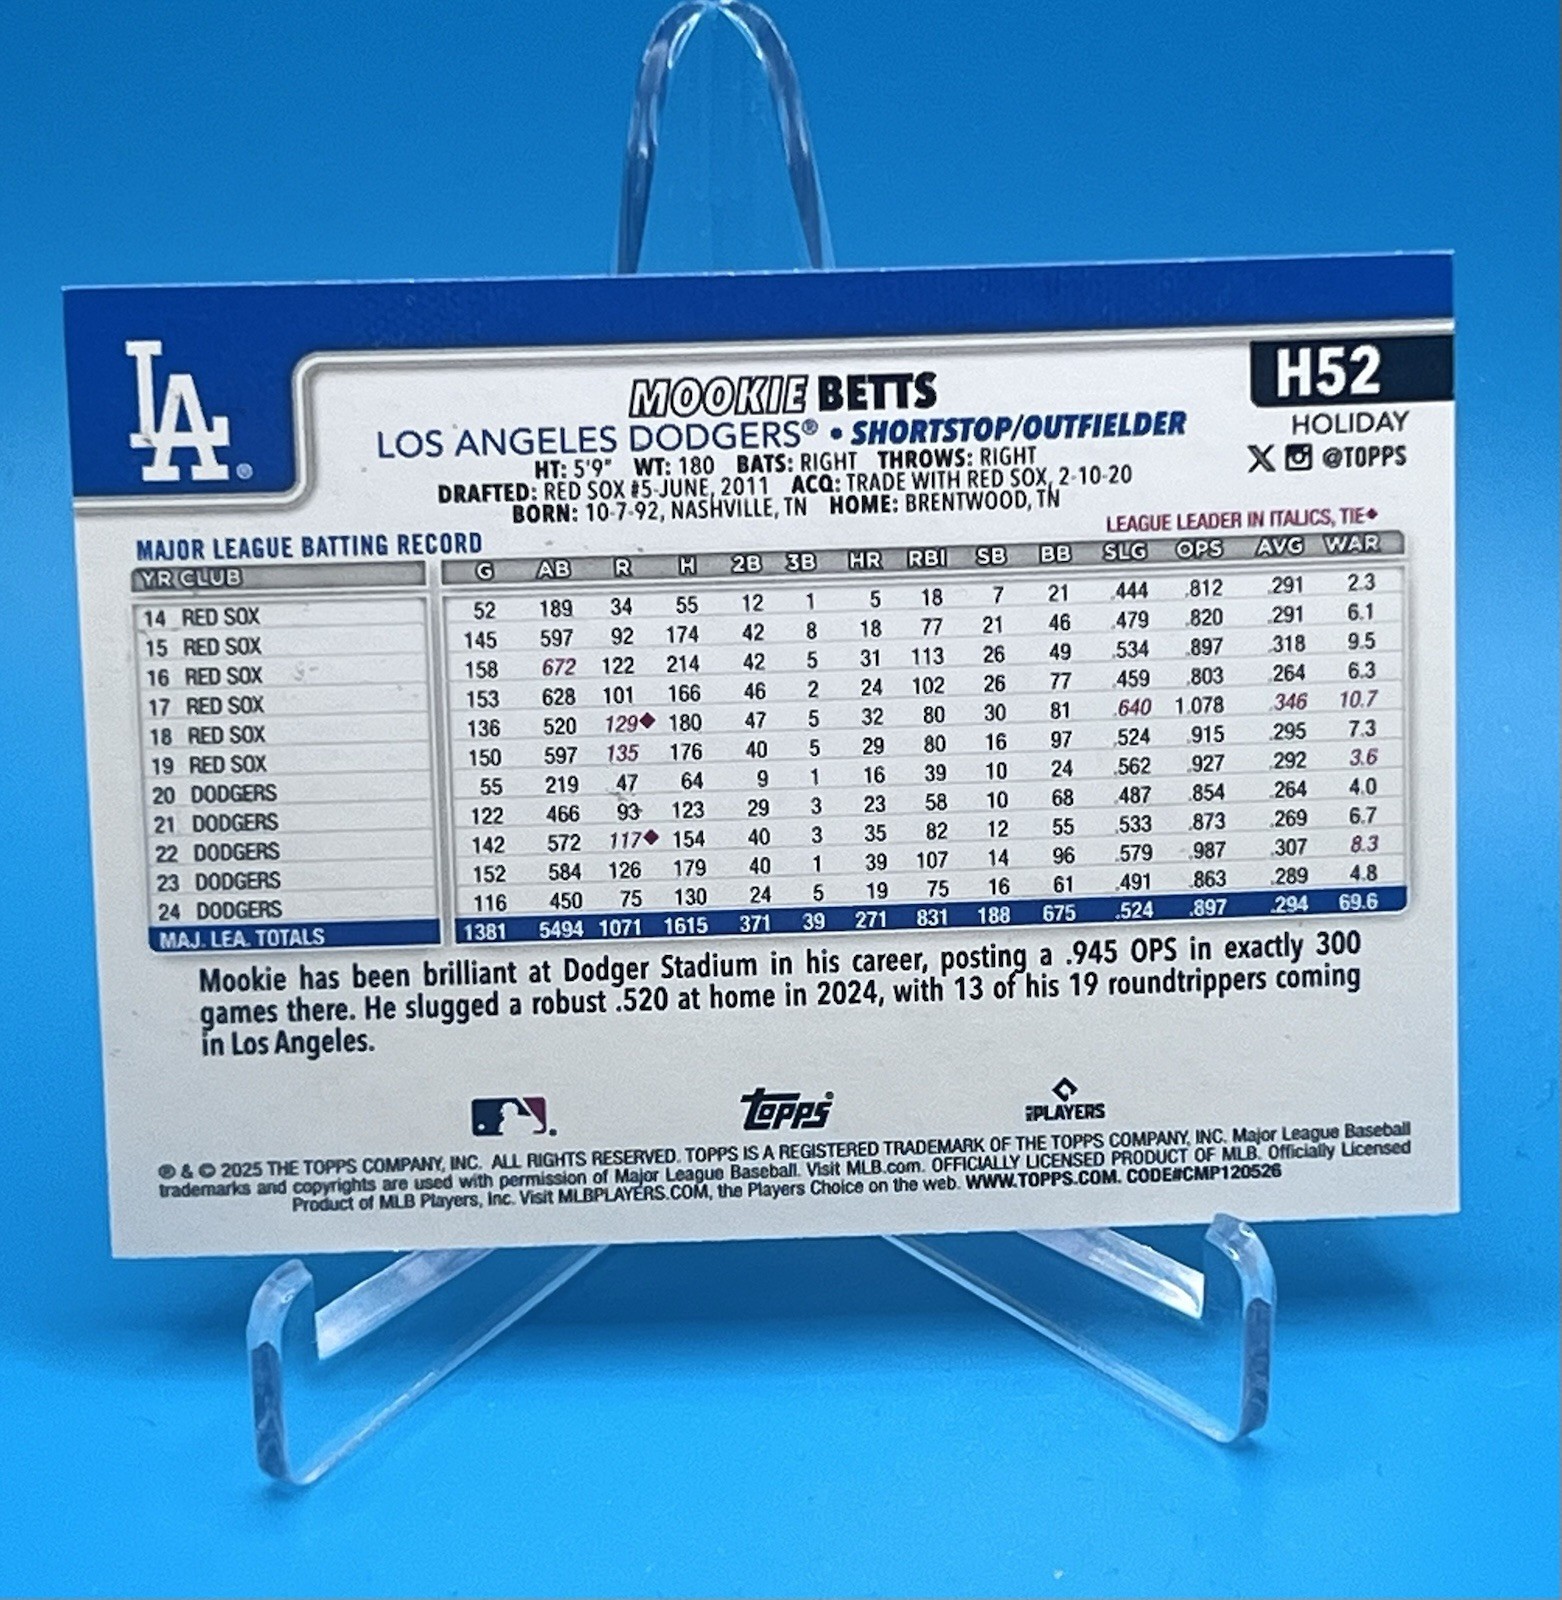 LA®
H52
MOOKIE BETTS
HOLIDAY
LOS ANGELES DODGERS® • SHORTSTOP/OUTFIELDER
X @TOPPS
HT: 5'9" WT: 180 BATS: RIGHT THROWS: RIGHT
DRAFTED: RED SOX #5-JUNE, 2011 ACQ: TRADE WITH RED SOX, 2-10-20
BORN: 10-7-92, NASHVILLE, TN HOME: BRENTWOOD, TN
LEAGUE LEADER IN ITALICS, TIE◆
MAJOR LEAGUE BATTING RECORD
YR CLUB G AB R H 2B 3B HR RBI SB BB SLG OPS AVG WAR
14 RED SOX 52 189 34 55 12 1 5 18 7 21 .444 .812 .291 2.3
15 RED SOX 145 597 92 174 42 8 18 77 21 46 .479 .820 .291 6.1
16 RED SOX 158 672 122 214 42 5 31 113 26 49 .534 .897 .318 9.5
17 RED SOX 153 628 101 166 46 2 24 102 26 77 .459 .803 .264 6.3
18 RED SOX 136 520 129◆ 180 47 5 32 80 30 81 .640 1.078 .346 10.7
19 RED SOX 150 597 135 176 40 5 29 80 16 97 .524 .915 .295 7.3
20 DODGERS 55 219 47 64 9 1 16 39 10 24 .562 .927 .292 3.6
21 DODGERS 122 466 93 123 29 3 23 58 10 68 .487 .854 .264 4.0
22 DODGERS 142 572 117◆ 154 40 3 35 82 12 55 .533 .873 .269 6.7
23 DODGERS 152 584 126 179 40 1 39 107 14 96 .579 .987 .307 8.3
24 DODGERS 116 450 75 130 24 5 19 75 16 61 .491 .863 .289 4.8
MAJ. LEA. TOTALS 1381 5494 1071 1615 371 39 271 831 188 675 .524 .897 .294 69.6
Mookie has been brilliant at Dodger Stadium in his career, posting a .945 OPS in exactly 300
games there. He slugged a robust .520 at home in 2024, with 13 of his 19 roundtrippers coming
in Los Angeles.
topps
PLAYERS
® & © 2025 THE TOPPS COMPANY, INC. ALL RIGHTS RESERVED. TOPPS IS A REGISTERED TRADEMARK OF THE TOPPS COMPANY, INC. Major League Baseball
trademarks and copyrights are used with permission of Major League Baseball. Visit MLB.com. OFFICIALLY LICENSED PRODUCT OF MLB. Officially Licensed
Product of MLB Players, Inc. Visit MLBPLAYERS.COM, the Players Choice on the web. WWW.TOPPS.COM. CODE#CMP120526